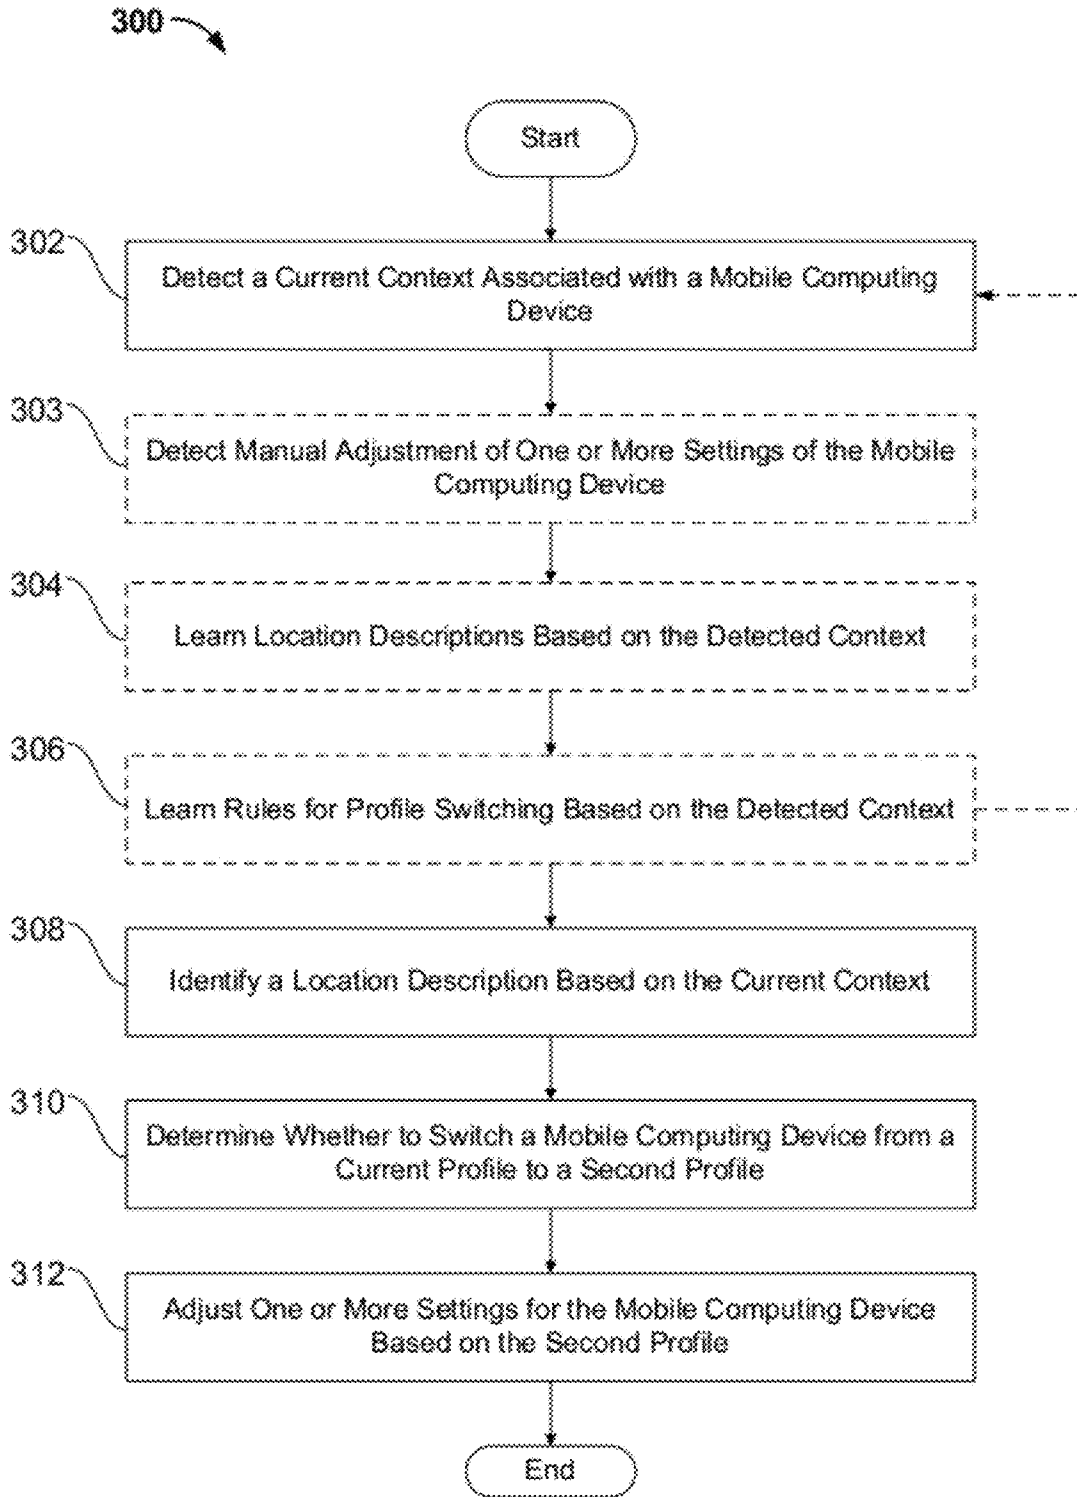 300
Start
302
Detect a Current Context Associated with a Mobile Computing
Device
303
Detect Manual Adjustment of One or More Settings of the Mobile
Computing Device
304
Learn Location Descriptions Based on the Detected Context
306
Learn Rules for Profile Switching Based on the Detected Context
308
Identify a Location Description Based on the Current Context
310
Determine Whether to Switch a Mobile Computing Device from a
Current Profile to a Second Profile
312
Adjust One or More Settings for the Mobile Computing Device
Based on the Second Profile
End